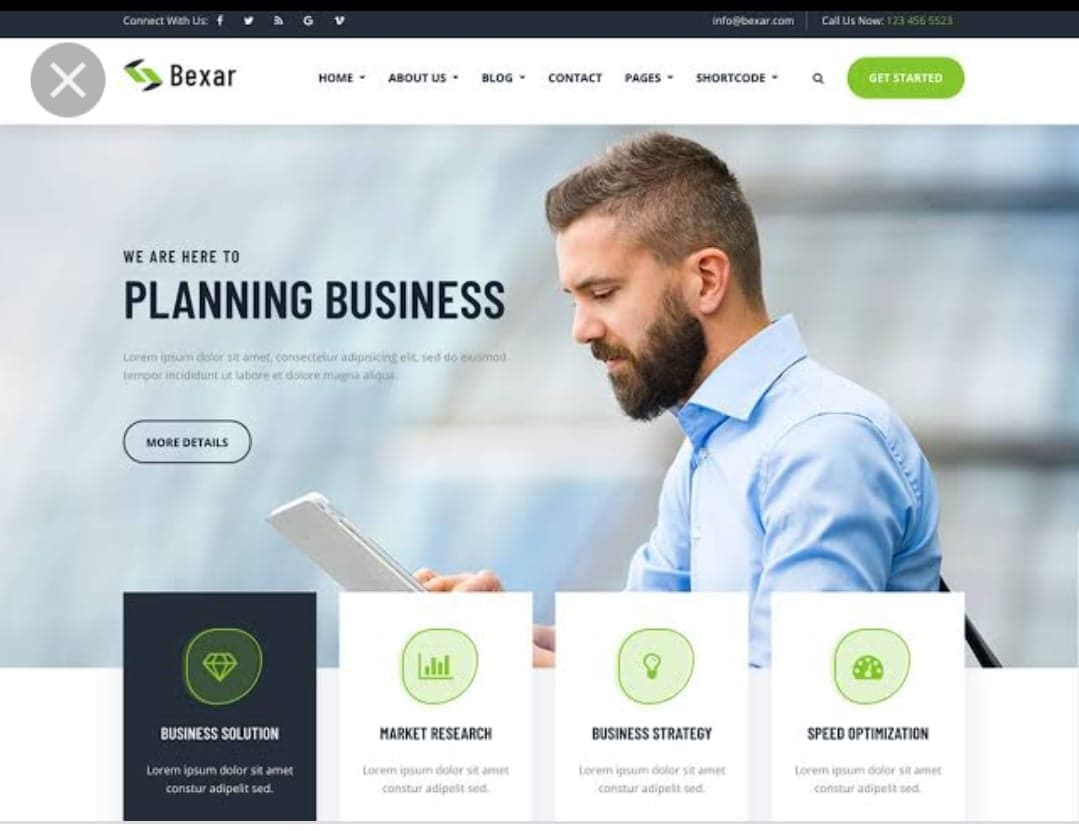 Connect With Us:
info@bexar.com
Call Us Now: 123 456 5523
Bexar
HOME
ABOUT US
BLOG
CONTACT
PAGES
SHORTCODE
GET STARTED
WE ARE HERE TO
PLANNING BUSINESS
Lorem ipsum dolor sit amet, consectetur adipisicing elit, sed do eiusmod
tempor incididunt ut labore et dolore magna aliqua.
MORE DETAILS
BUSINESS SOLUTION
Lorem ipsum dolor sit amet
constur adipelit sed.
MARKET RESEARCH
Lorem ipsum dolor sit amet
constur adipelit sed.
BUSINESS STRATEGY
Lorem ipsum dolor sit amet
constur adipelit sed.
SPEED OPTIMIZATION
Lorem ipsum dolor sit amet
constur adipelit sed.